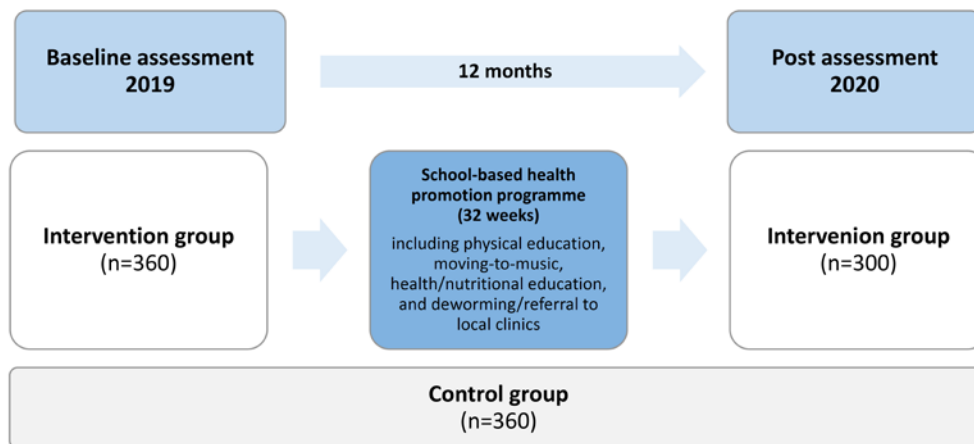 Baseline assessment
2019
12 months
Post assessment
2020
Intervention group
(n=360)
School-based health
promotion programme
(32 weeks)
including physical education,
moving-to-music,
health/nutritional education,
and deworming/referral to
local clinics
Intervenion group
(n=300)
Control group
(n=360)